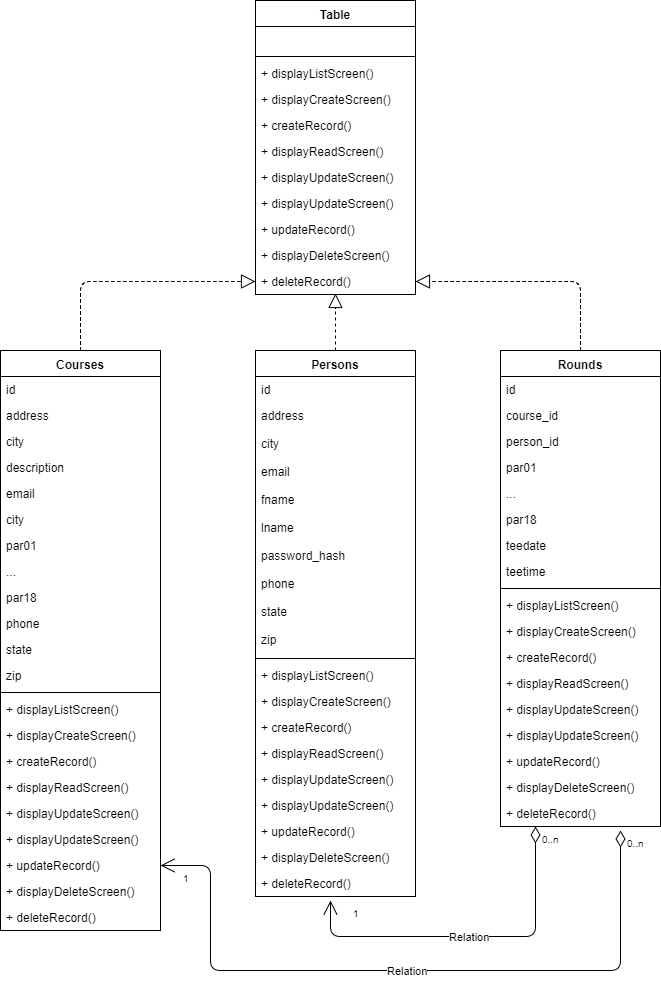 Table
+ displayListScreen()
+ displayCreateScreen()
+ createRecord()
+ displayReadScreen()
+ displayUpdateScreen()
+ displayUpdateScreen()
+ updateRecord()
+ displayDeleteScreen()
+ deleteRecord()
Courses
id
address
city
description
email
city
par01
...
par18
phone
state
zip
+ displayListScreen()
+ displayCreateScreen()
+ createRecord()
+ displayReadScreen()
+ displayUpdateScreen()
+ displayUpdateScreen()
+ updateRecord()
+ displayDeleteScreen()
+ deleteRecord()
Persons
id
address
city
email
fname
lname
password_hash
phone
state
zip
+ displayListScreen()
+ displayCreateScreen()
+ createRecord()
+ displayReadScreen()
+ displayUpdateScreen()
+ displayUpdateScreen()
+ updateRecord()
+ displayDeleteScreen()
+ deleteRecord()
Rounds
id
course_id
person_id
par01
...
par18
teedate
teetime
+ displayListScreen()
+ displayCreateScreen()
+ createRecord()
+ displayReadScreen()
+ displayUpdateScreen()
+ displayUpdateScreen()
+ updateRecord()
+ displayDeleteScreen()
+ deleteRecord()
0..n
0..n
1
1
Relation
Relation